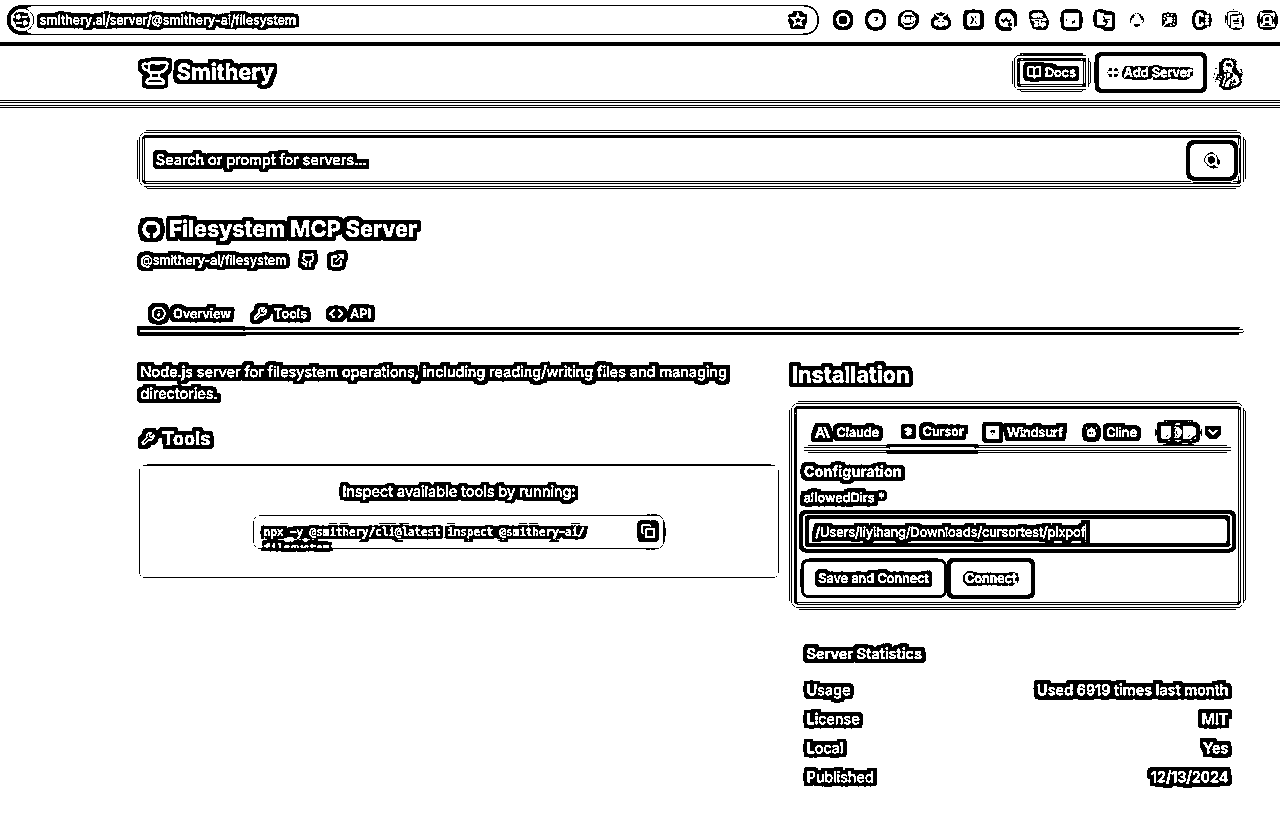 smithery.ai/server/@smithery-ai/filesystem
Smithery
Docs
Add Server
Search or prompt for servers...
Filesystem MCP Server
@smithery-ai/filesystem
Overview Tools API
Node.js server for filesystem operations, including reading/writing files and managing
directories.
Tools
Inspect available tools by running:
npx -y @smithery/cli@latest inspect @smithery-ai/
filesystem
Installation
Claude Cursor Windsurf Cline
Configuration
allowedDirs *
/Users/liyihang/Downloads/cursortest/plxpof
Save and Connect Connect
Server Statistics
Usage Used 6919 times last month
License MIT
Local Yes
Published 12/13/2024